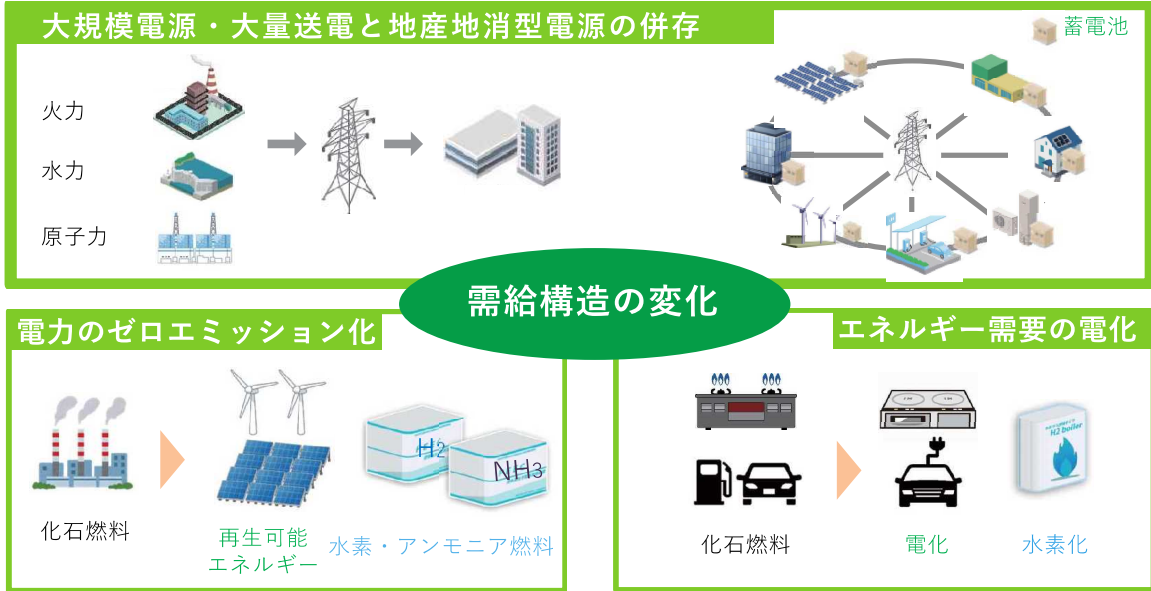 大規模電源・大量送電と地産地消型電源の併存
蓄電池
火力
水力
原子力
需給構造の変化
電力のゼロエミッション化
H2
NH3
化石燃料
再生可能
エネルギー
水素・アンモニア燃料
エネルギー需要の電化
H2 boiler
化石燃料
電化
水素化